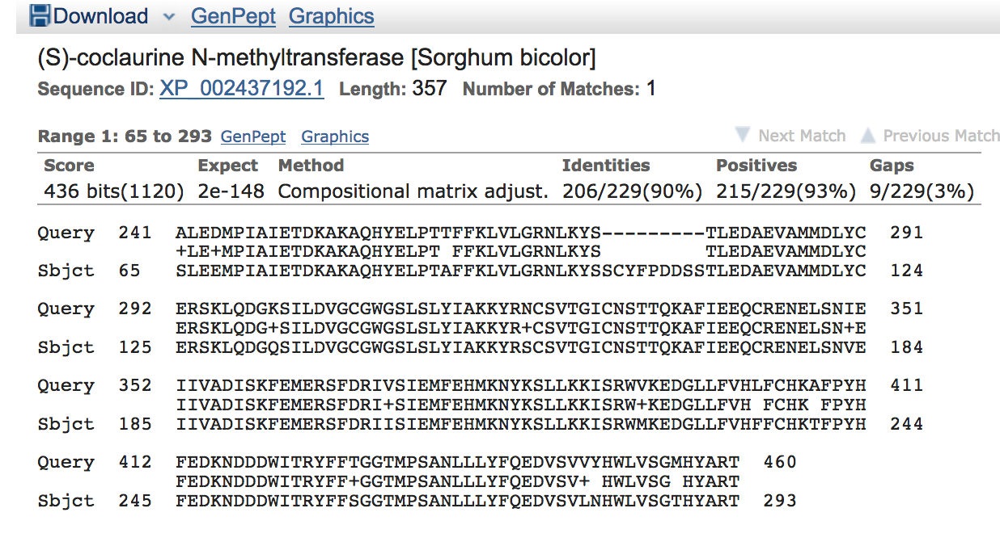 Download GenPept Graphics
(S)-coclaurine N-methyltransferase [Sorghum bicolor]
Sequence ID: XP_002437192.1 Length: 357 Number of Matches: 1
Range 1: 65 to 293 GenPept Graphics Next Match Previous Match
Score Expect Method Identities Positives Gaps
436 bits(1120) 2e-148 Compositional matrix adjust. 206/229(90%) 215/229(93%) 9/229(3%)
Query 241 ALEDMPIAIETDKAKAQHYELPTTFFKLVLGRNLKYS---------TLEDAEVAMMDLYC 291
+LE+MPIAIETDKAKAQHYELPT FFKLVLGRNLKYS         TLEDAEVAMMDLYC
Sbjct 65 SLEEMPIAIETDKAKAQHYELPTAFFKLVLGRNLKYSSCYFPDDSSTLEDAEVAMMDLYC 124
Query 292 ERSKLQDGKSILDVGCGWGSLSLYIAKKYRNCSVTGICNSTTQKAFIEEQCRENELSNIE 351
ERSKLQDG+SILDVGCGWGSLSLYIAKKYR+CSVTGICNSTTQKAFIEEQCRENELSN+E
Sbjct 125 ERSKLQDGQSILDVGCGWGSLSLYIAKKYRSCSVTGICNSTTQKAFIEEQCRENELSNVE 184
Query 352 IIVADISKFEMERSFDRIVSIEMFEHMKNYKSLLKKISRWVKEDGLLFVHLFCHKAFPYH 411
IIVADISKFEMERSFDRI+SIEMFEHMKNYKSLLKKISRW+KEDGLLFVH FCHK FPYH
Sbjct 185 IIVADISKFEMERSFDRIISIEMFEHMKNYKSLLKKISRWMKEDGLLFVHFFCHKTFPYH 244
Query 412 FEDKNDDDWITRYFFTGGTMPSANLLLYFQEDVSVVYHWLVSGMHYART 460
FEDKNDDDWITRYFF+GGTMPSANLLLYFQEDVSV+ HWLVSG HYART
Sbjct 245 FEDKNDDDWITRYFFSGGTMPSANLLLYFQEDVSVLNHWLVSGTHYART 293